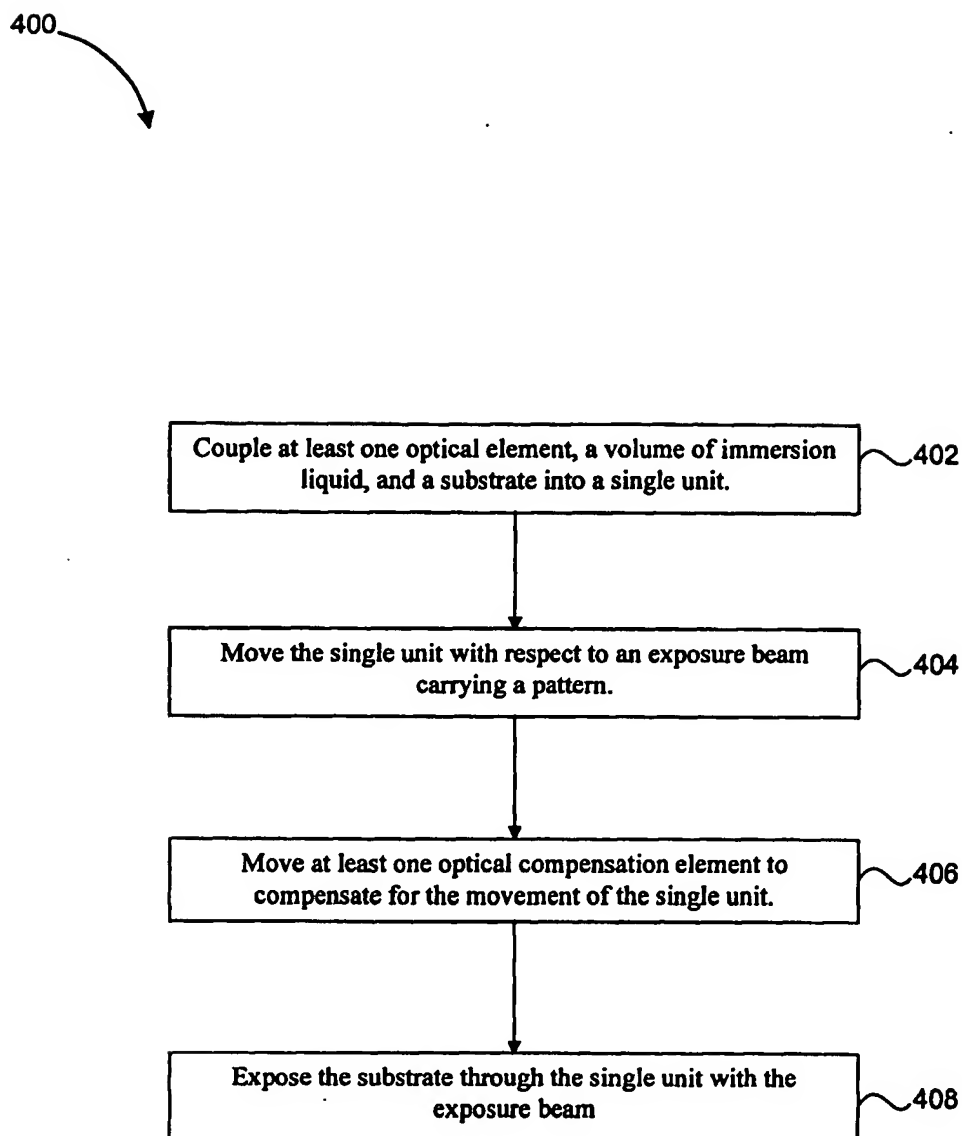 400
Couple at least one optical element, a volume of immersion
liquid, and a substrate into a single unit.
402
Move the single unit with respect to an exposure beam
carrying a pattern.
404
Move at least one optical compensation element to
compensate for the movement of the single unit.
406
Expose the substrate through the single unit with the
exposure beam
408